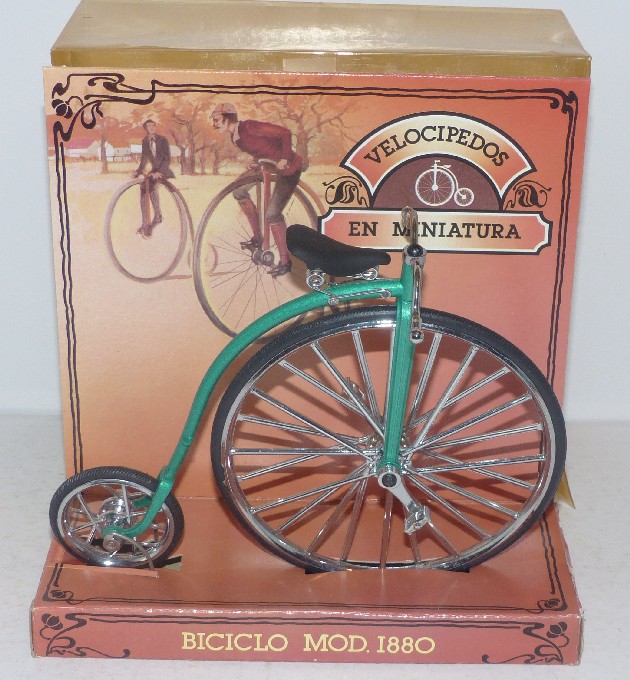 VELOCIPEDOS
EN MINIATURA
BICICLO MOD. 1880